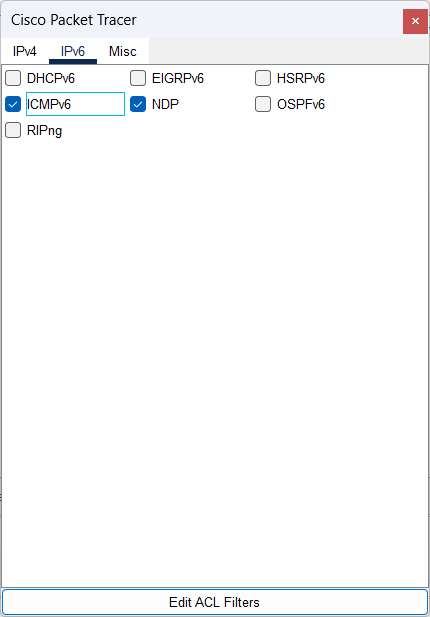 Cisco Packet Tracer
IPv4 IPv6 Misc
DHCPv6 EIGRPv6 HSRPv6
ICMPv6 NDP OSPFv6
RIPng
Edit ACL Filters